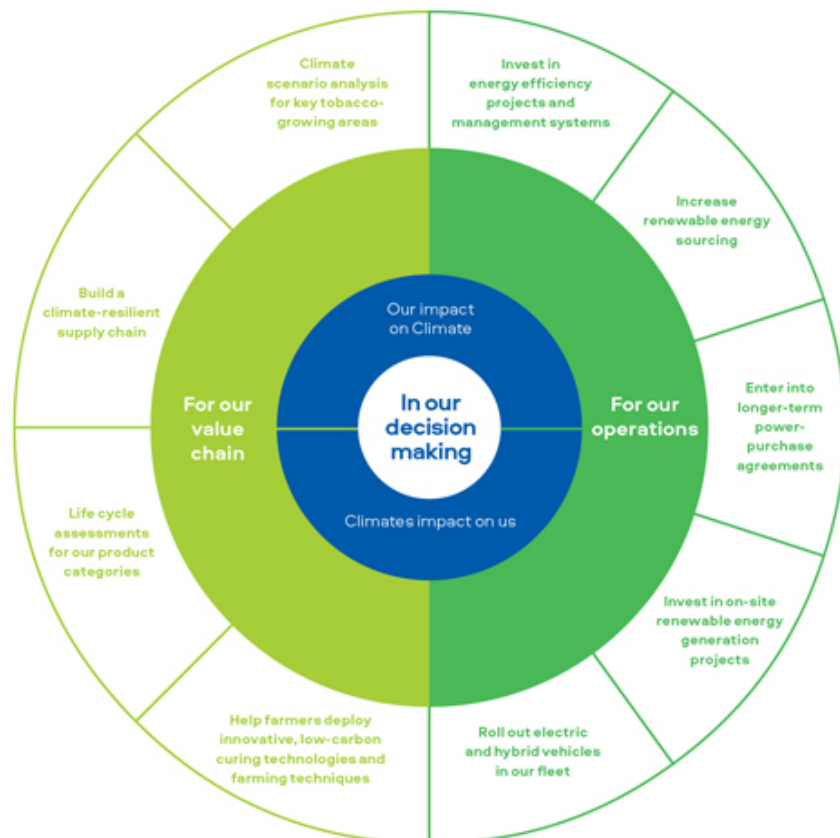 Climate
scenario analysis
for key tobacco-
growing areas
Invest in
energy efficiency
projects and
management systems
Increase
renewable energy
sourcing
Enter into
longer-term
power-
purchase
agreements
Invest in on-site
renewable energy
generation
projects
Roll out electric
and hybrid vehicles
in our fleet
Help farmers deploy
innovative, low-carbon
curing technologies and
farming techniques
Life cycle
assessments
for our product
categories
Build a
climate-resilient
supply chain
For our
value
chain
Our impact
on Climate
In our
decision
making
Climates impact on us
For our
operations